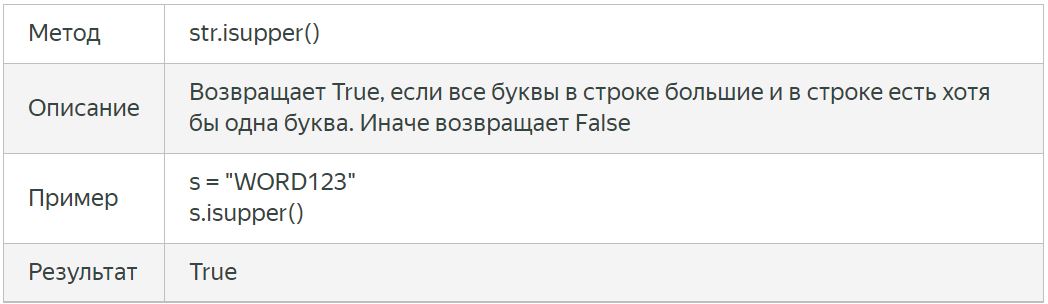 Метод
str.isupper()
Описание
Возвращает True, если все буквы в строке большие и в строке есть хотя
бы одна буква. Иначе возвращает False
Пример
s = "WORD123"
s.isupper()
Результат
True